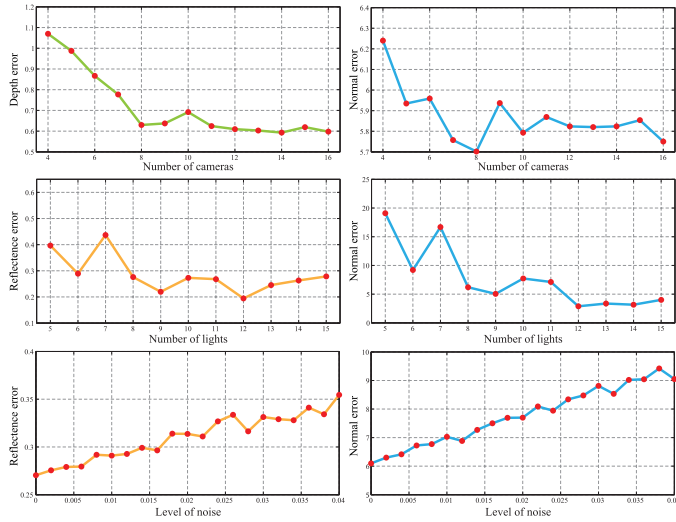 1.2
1.1
1
0.9
0.8
0.7
0.6
0.5
Depth error
4 6 8 10 12 14 16
Number of cameras
6.4
6.3
6.2
6.1
6
5.9
5.8
5.7
Normal error
4 6 8 10 12 14 16
Number of cameras
0.6
0.5
0.4
0.3
0.2
0.1
Reflectence error
5 6 7 8 9 10 11 12 13 14 15
Number of lights
25
20
15
10
5
0
Normal error
5 6 7 8 9 10 11 12 13 14 15
Number of lights
0.4
0.35
0.3
0.25
Reflectance error
0 0.005 0.01 0.015 0.02 0.025 0.03 0.035 0.04
Level of noise
10
9
8
7
6
5
Normal error
0 0.005 0.01 0.015 0.02 0.025 0.03 0.035 0.0
Level of noise